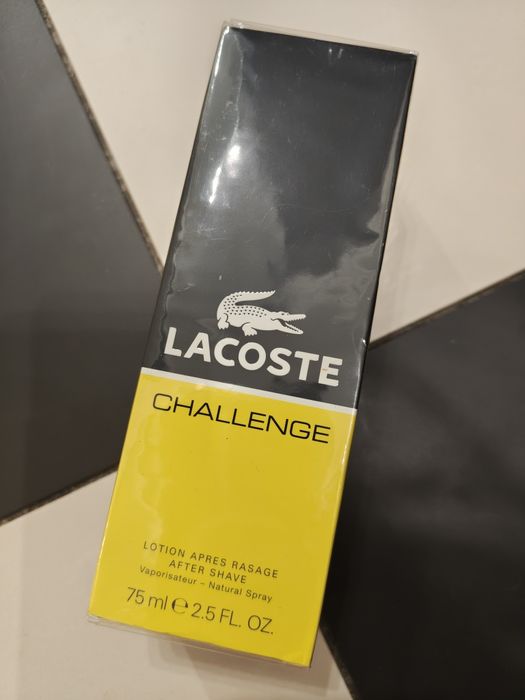 LACOSTE
CHALLENGE
LOTION APRES RASAGE
AFTER SHAVE
Vaporisateur – Natural Spray
75 ml ℮ 2.5 FL. OZ.